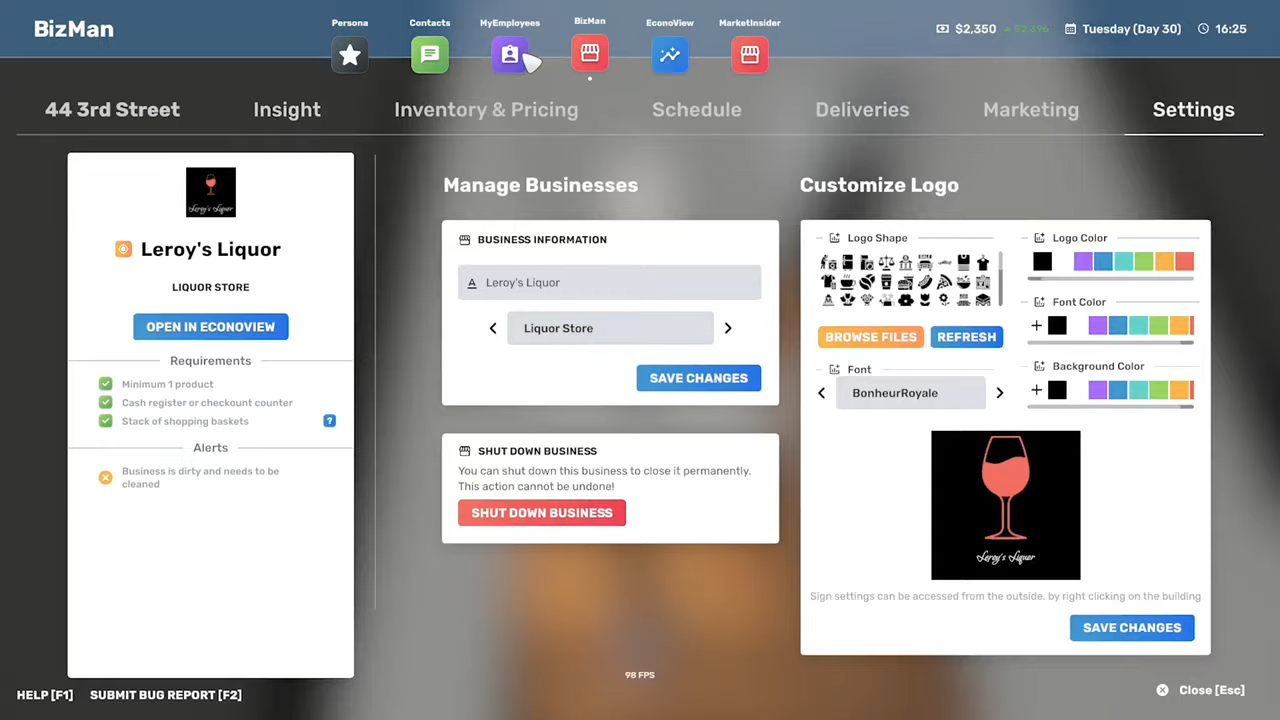 BizMan
Persona
Contacts
MyEmployees
BizMan
EconoView
MarketInsider
$2,350
Tuesday (Day 30)
16:25
44 3rd Street
Insight
Inventory & Pricing
Schedule
Deliveries
Marketing
Settings
Leroy's Liquor
Leroy's Liquor
LIQUOR STORE
OPEN IN ECONOVIEW
Requirements
Minimum 1 product
Cash register or checkount counter
Stack of shopping baskets
?
Alerts
Business is dirty and needs to be
cleaned
Manage Businesses
BUSINESS INFORMATION
Leroy's Liquor
Liquor Store
SAVE CHANGES
SHUT DOWN BUSINESS
You can shut down this business to close it permanently.
This action cannot be undone!
SHUT DOWN BUSINESS
Customize Logo
Logo Shape
BROWSE FILES
REFRESH
Font
BonheurRoyale
Logo Color
Font Color
Background Color
Leroy's Liquor
Sign settings can be accessed from the outside, by right clicking on the building
SAVE CHANGES
98 FPS
HELP [F1]
SUBMIT BUG REPORT [F2]
Close [Esc]